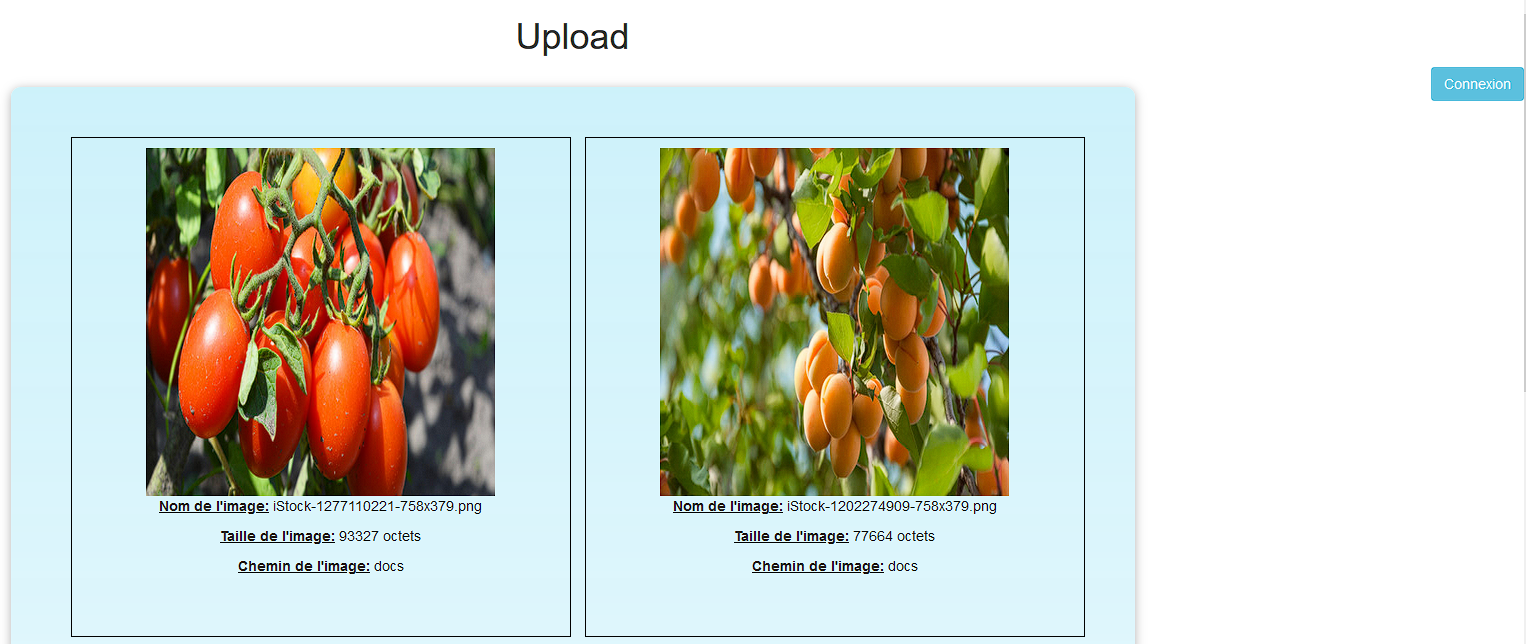 Upload
Connexion
Nom de l'image: iStock-1277110221-758x379.png
Taille de l'image: 93327 octets
Chemin de l'image: docs
Nom de l'image: iStock-1202274909-758x379.png
Taille de l'image: 77664 octets
Chemin de l'image: docs